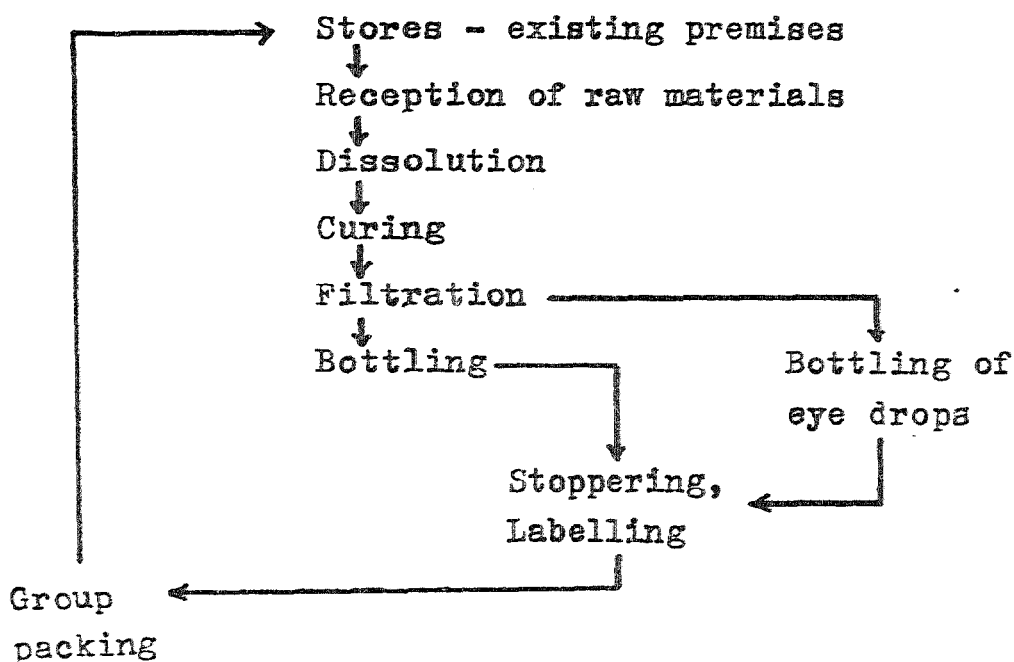 Stores - existing premises
Reception of raw materials
Dissolution
Curing
Filtration
Bottling
Bottling of
eye drops
Stoppering,
Labelling
Group
packing